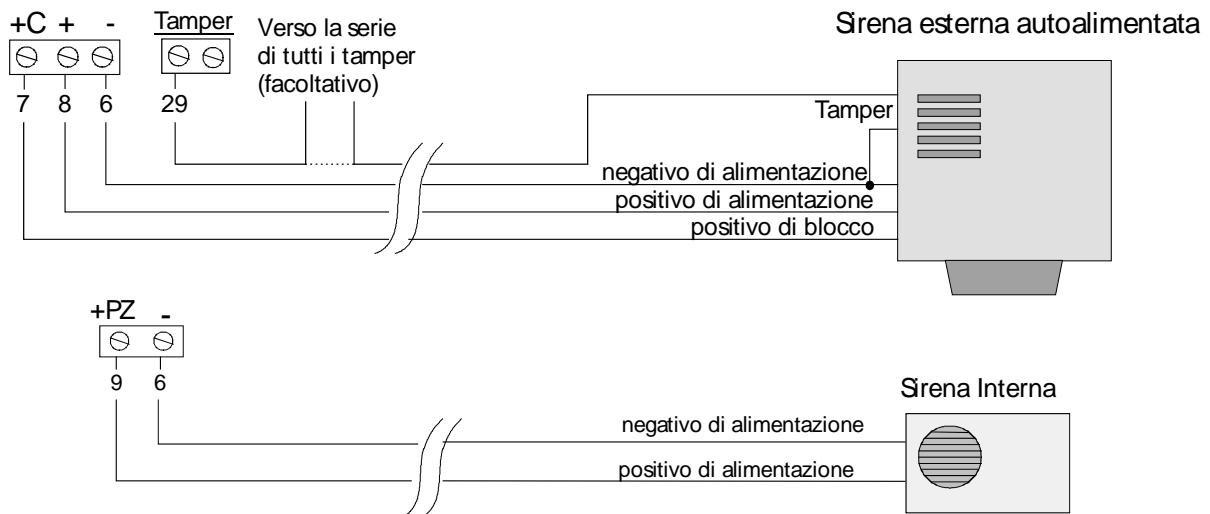 +C + -
Tamper
Verso la serie
di tutti i tamper
(facoltativo)
Sirena esterna autoalimentata
7 8 6
29
Tamper
negativo di alimentazione
positivo di alimentazione
positivo di blocco
+PZ -
9 6
Sirena Interna
negativo di alimentazione
positivo di alimentazione